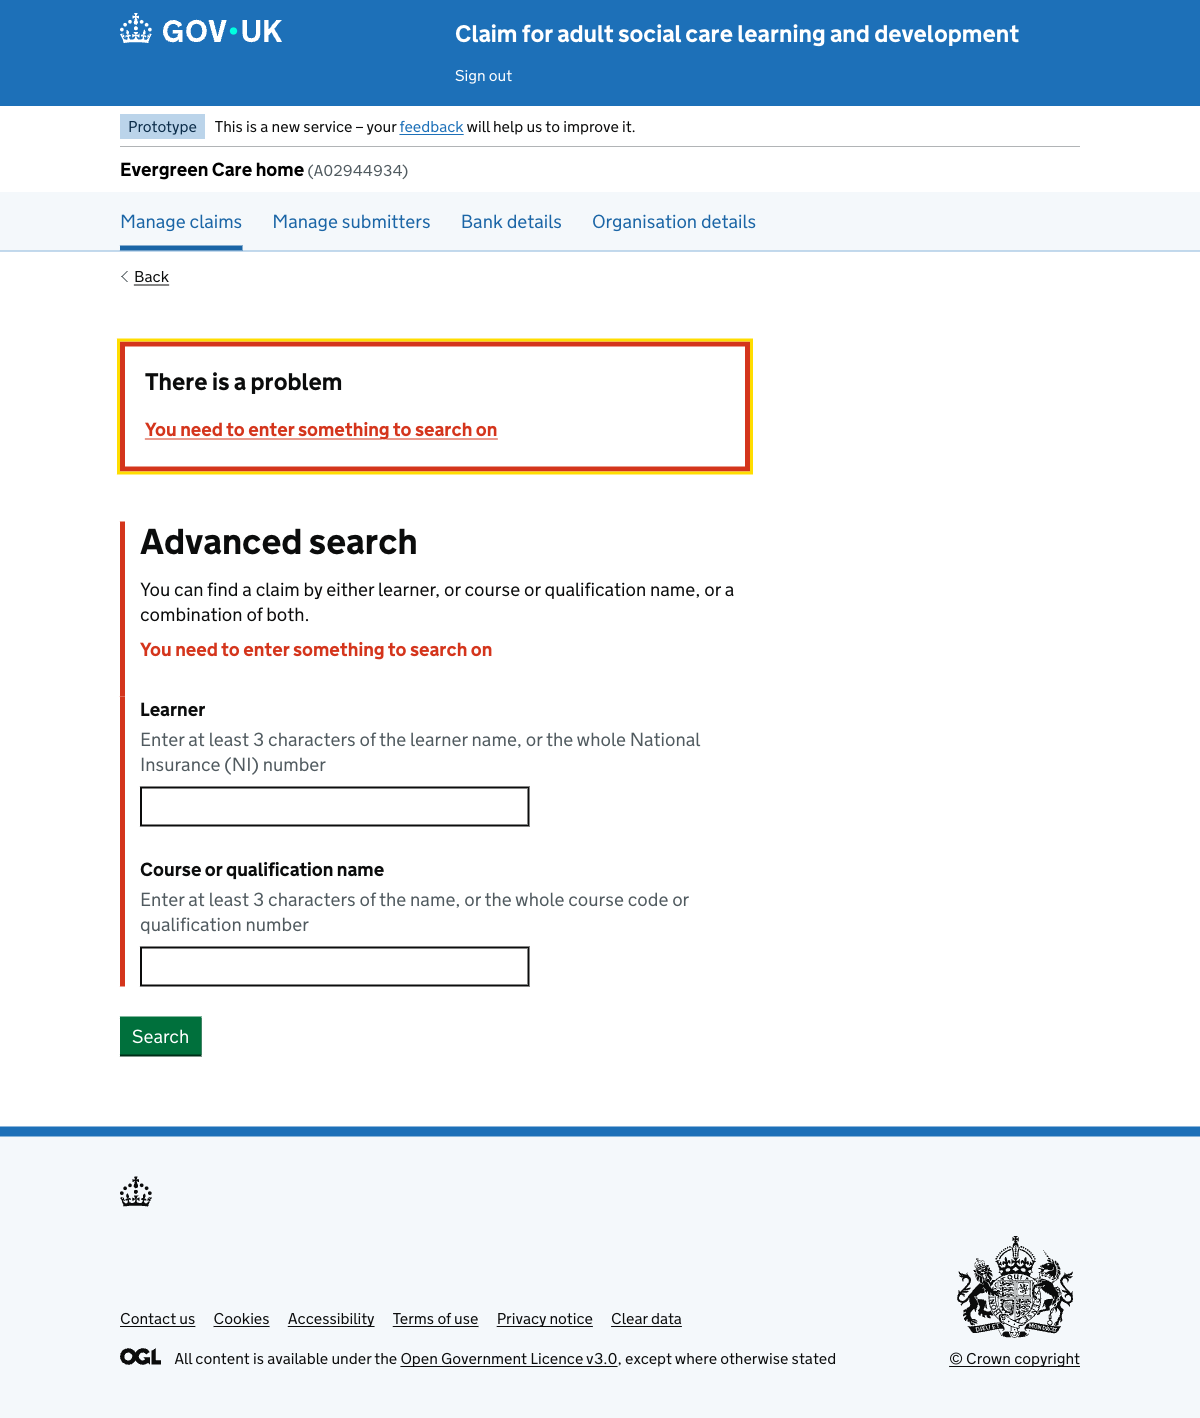 GOV·UK
Claim for adult social care learning and development
Sign out
Prototype This is a new service – your feedback will help us to improve it.
Evergreen Care home (A02944934)
Manage claims Manage submitters Bank details Organisation details
Back
There is a problem
You need to enter something to search on
Advanced search
You can find a claim by either learner, or course or qualification name, or a
combination of both.
You need to enter something to search on
Learner
Enter at least 3 characters of the learner name, or the whole National
Insurance (NI) number
Course or qualification name
Enter at least 3 characters of the name, or the whole course code or
qualification number
Search
Contact us Cookies Accessibility Terms of use Privacy notice Clear data
OGL All content is available under the Open Government Licence v3.0, except where otherwise stated
© Crown copyright